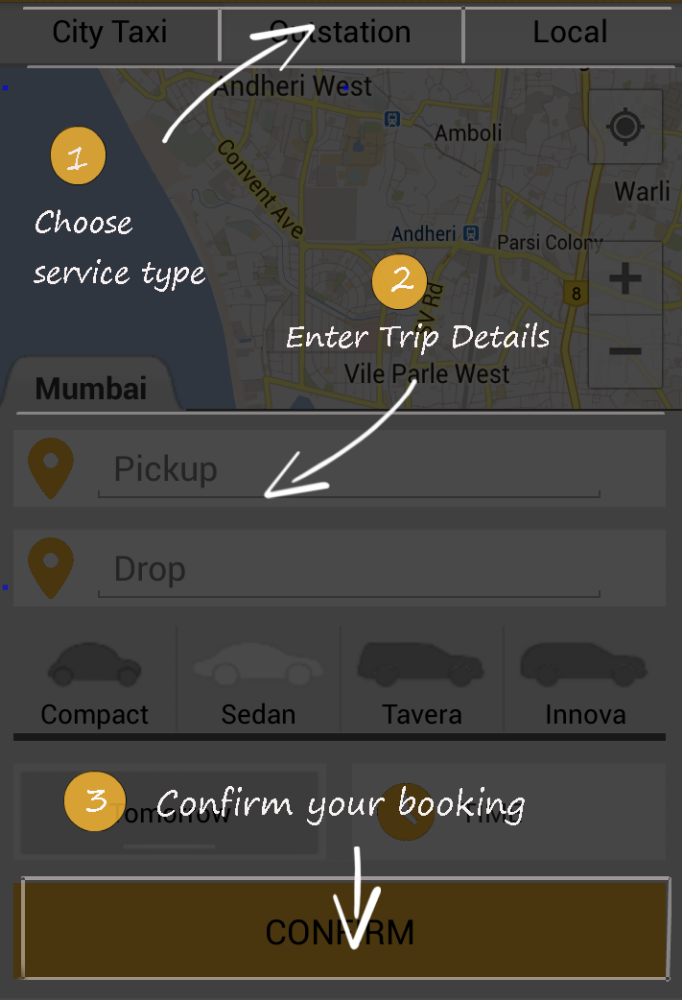 City Taxi
Outstation
Local
Andheri West
Amboli
Convent Ave
Warli
Andheri
Parsi Colony
1
Choose
service type
2
8
SV Rd
Enter Trip Details
Vile Parle West
Mumbai
Pickup
Drop
Compact
Sedan
Tavera
Innova
3
Confirm your booking
Tomorrow
TIME
CONFIRM